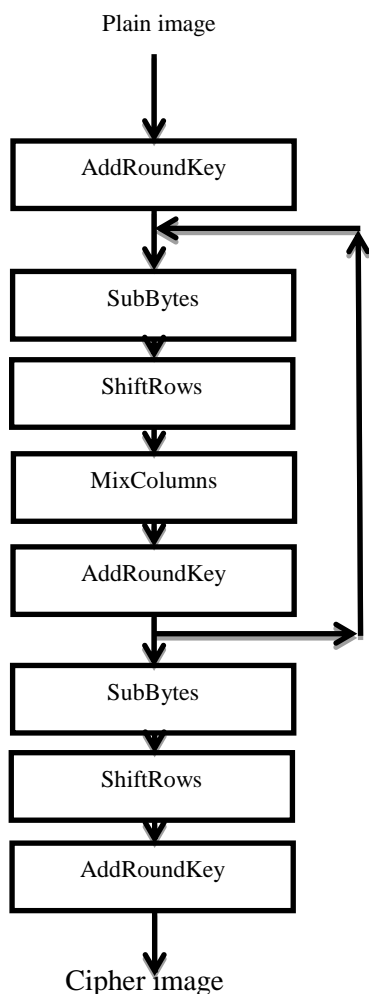 Plain image
AddRoundKey
SubBytes
ShiftRows
MixColumns
AddRoundKey
SubBytes
ShiftRows
AddRoundKey
Cipher image